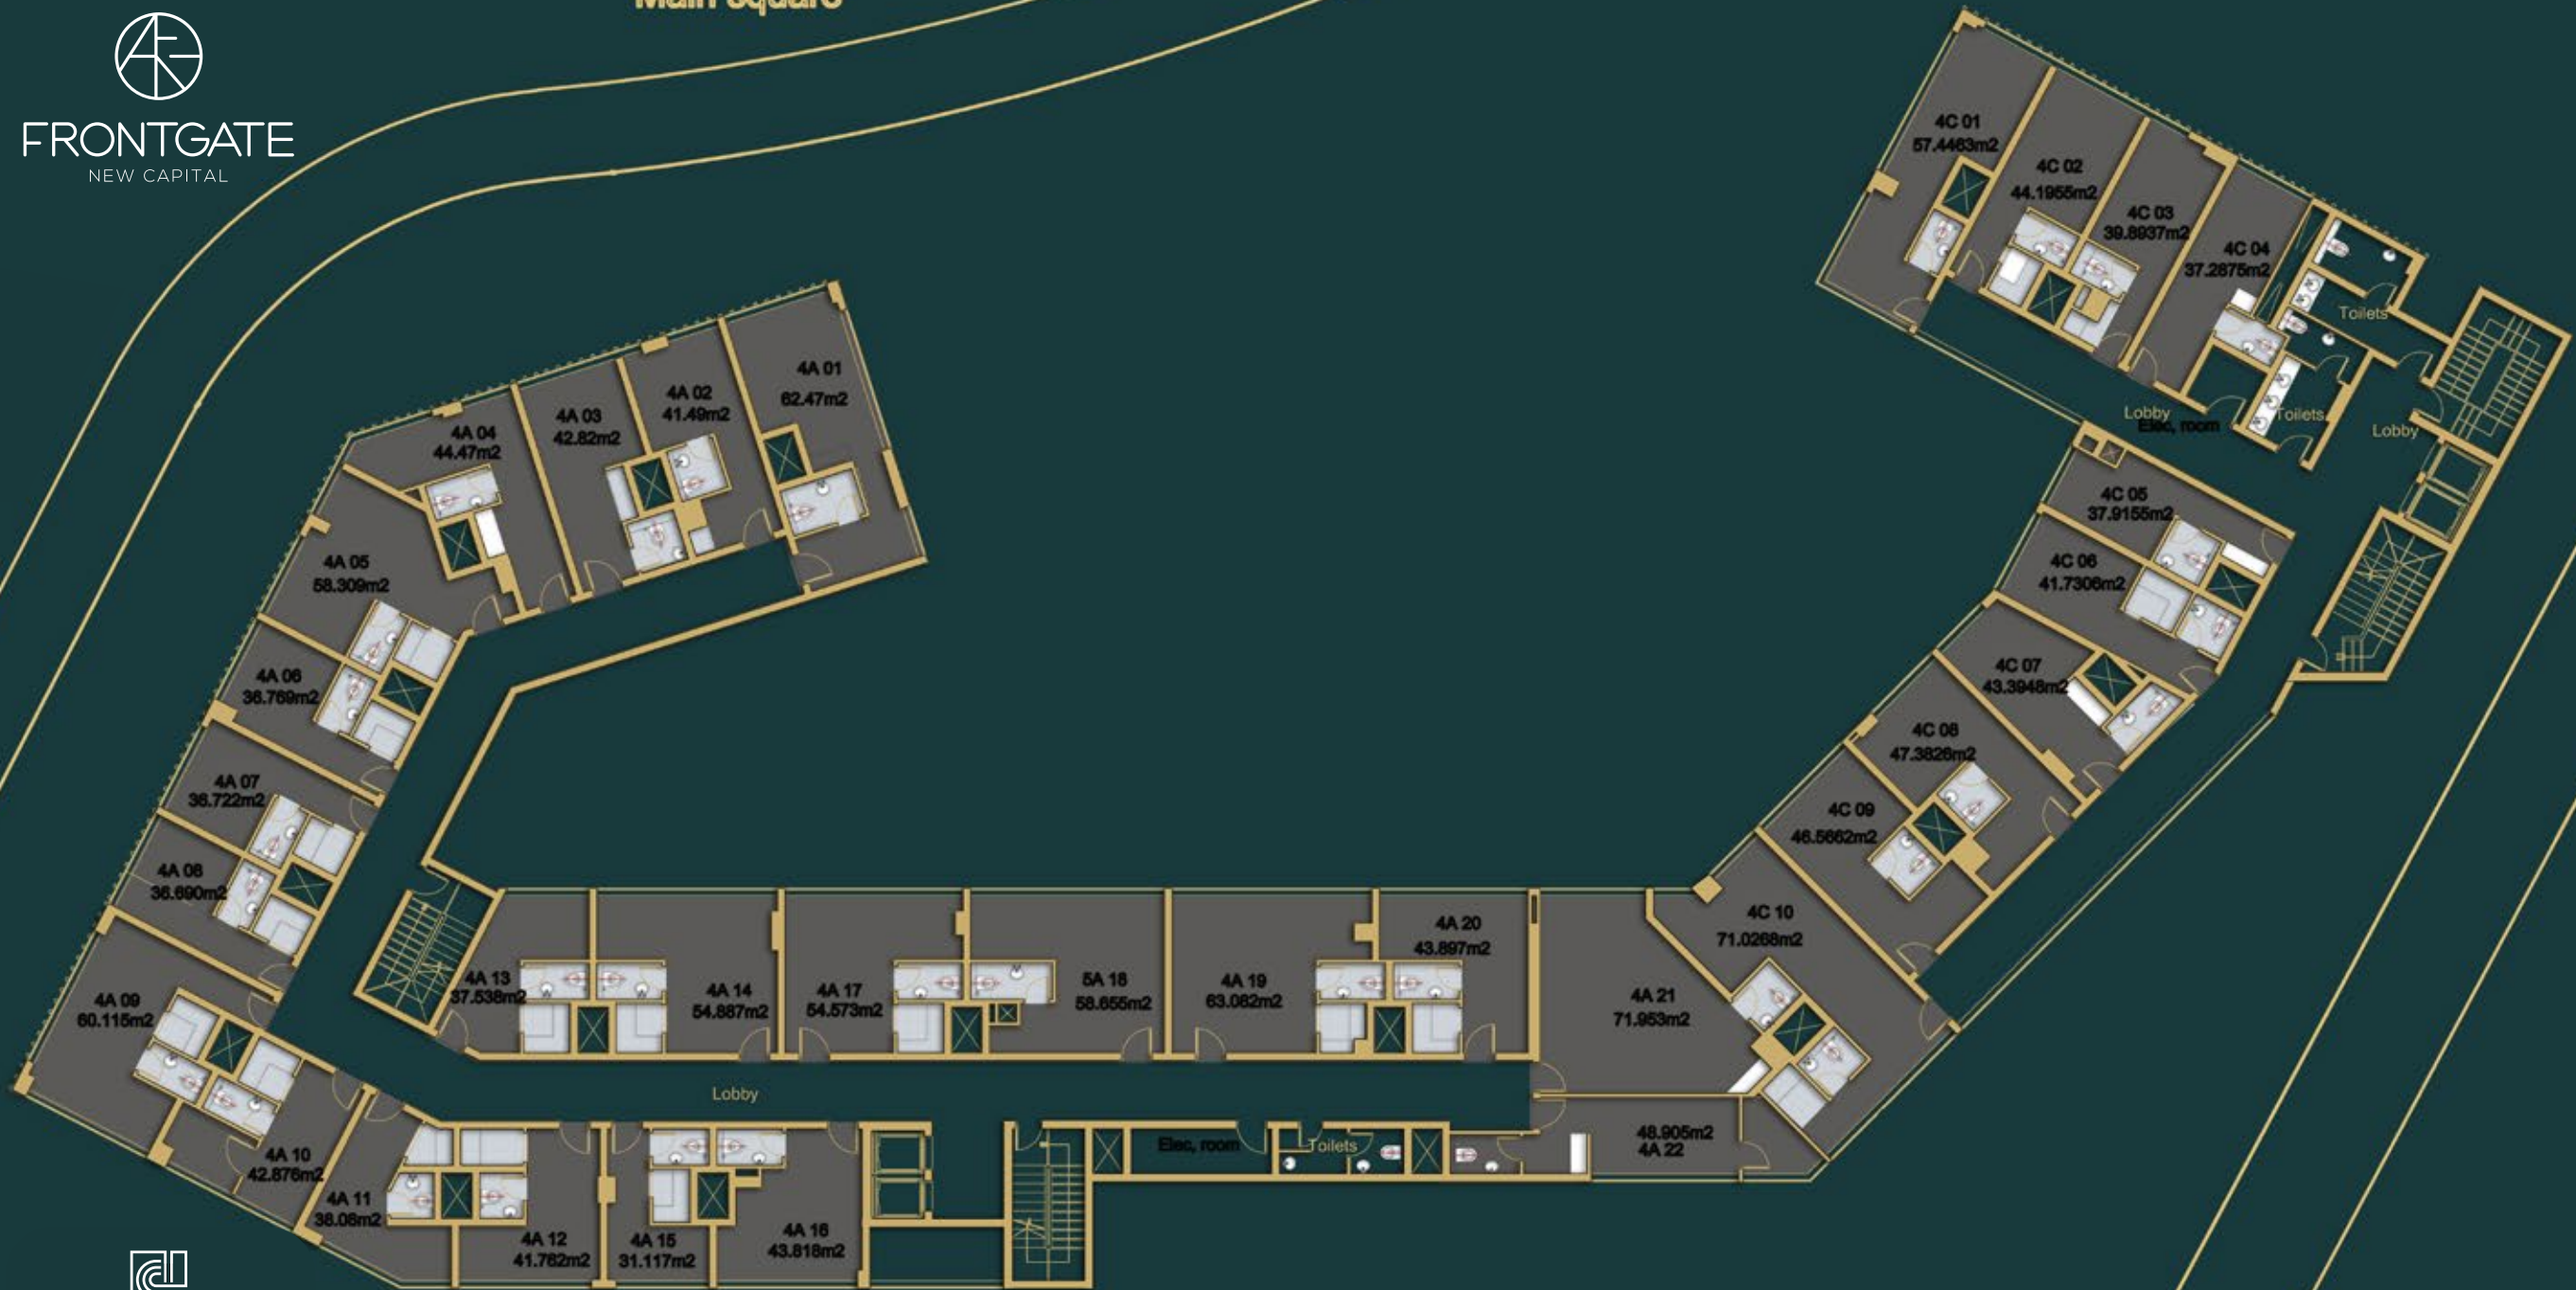 Main square
FRONTGATE
NEW CAPITAL
4A 01
62.47m2
4A 02
41.49m2
4A 03
42.82m2
4A 04
44.47m2
4A 05
58.309m2
4A 06
36.769m2
4A 07
36.722m2
4A 08
36.690m2
4A 09
60.115m2
4A 10
42.876m2
4A 11
38.08m2
4A 12
41.762m2
4A 13
37.538m2
4A 14
54.887m2
4A 15
31.117m2
4A 16
43.818m2
4A 17
54.573m2
5A 18
58.655m2
4A 19
63.082m2
4A 20
43.897m2
4A 21
71.953m2
48.905m2
4A 22
Lobby
Elec, room
Toilets
4C 01
57.4463m2
4C 02
44.1955m2
4C 03
39.8937m2
4C 04
37.2875m2
Toilets
Toilets
Lobby
Elec, room
Lobby
4C 05
37.9155m2
4C 06
41.7306m2
4C 07
43.3948m2
4C 08
47.3826m2
4C 09
46.5662m2
4C 10
71.0268m2